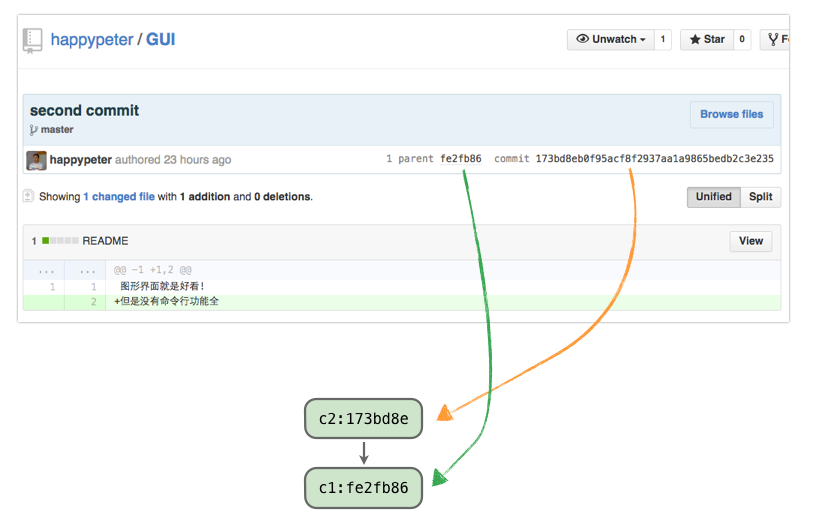 happypeter / GUI
Unwatch 1 Star 0
second commit
master
Browse files
happypeter authored 23 hours ago 1 parent fe2fb86 commit 173bd8eb0f95acf8f2937aa1a9865bedb2c3e235
Showing 1 changed file with 1 addition and 0 deletions.
Unified Split
1 README View
... ... @@ -1 +1,2 @@
1 1 图形界面就是好看!
2 +但是没有命令行功能全
c2:173bd8e
c1:fe2fb86